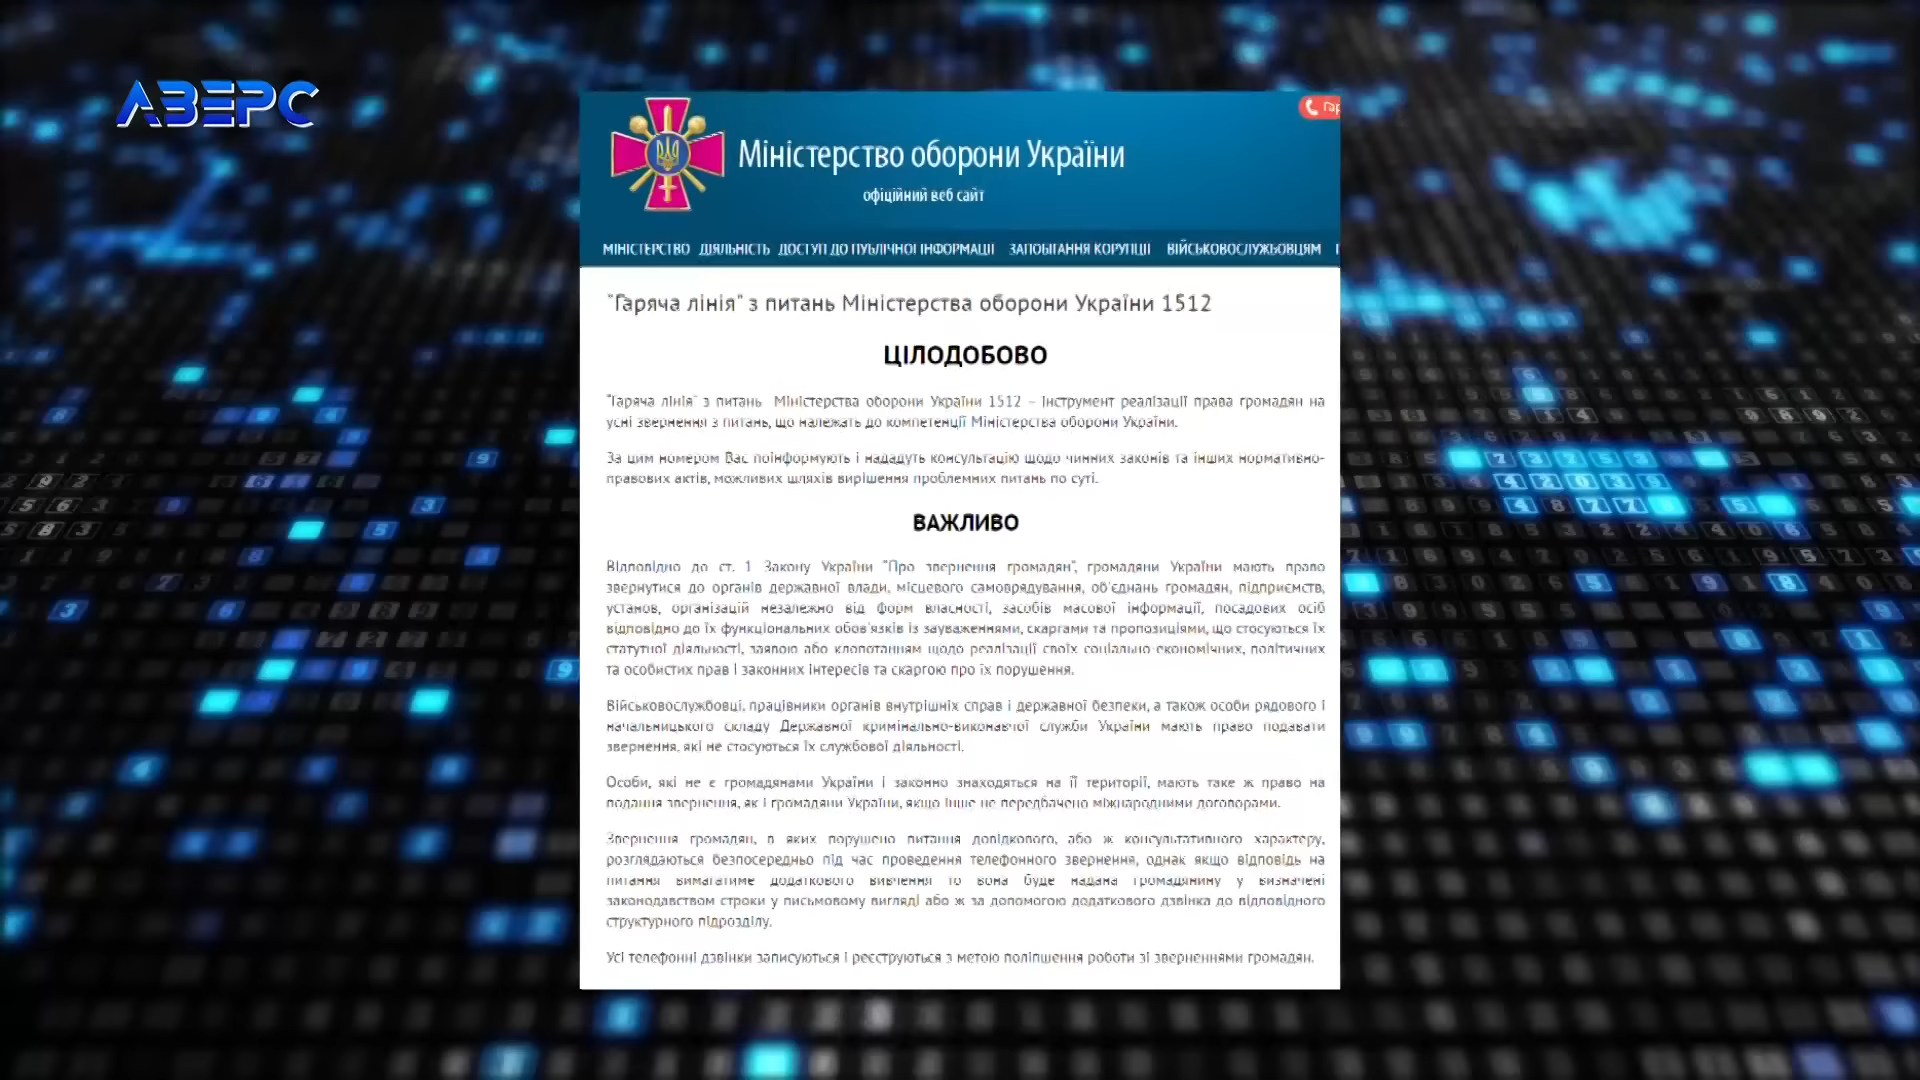 АВЕРС
Гар
Міністерство оборони України
офіційний веб сайт
МІНІСТЕРСТВО ДІЯЛЬНІСТЬ ДОСТУП ДО ПУБЛІЧНОЇ ІНФОРМАЦІЇ ЗАПОБІГАННЯ КОРУПЦІЇ ВІЙСЬКОВОСЛУЖБОВЦЯМ
"Гаряча лінія" з питань Міністерства оборони України 1512
ЦІЛОДОБОВО
"Гаряча лінія" з питань Міністерства оборони України 1512 – інструмент реалізації права громадян на
усні звернення з питань, що належать до компетенції Міністерства оборони України.
За цим номером Вас поінформують і нададуть консультацію щодо чинних законів та інших нормативно-
правових актів, можливих шляхів вирішення проблемних питань по суті.
ВАЖЛИВО
Відповідно до ст. 1 Закону України "Про звернення громадян", громадяни України мають право
звернутися до органів державної влади, місцевого самоврядування, об'єднань громадян, підприємств,
установ, організацій незалежно від форм власності, засобів масової інформації, посадових осіб
відповідно до їх функціональних обов'язків із зауваженнями, скаргами та пропозиціями, що стосуються їх
статутної діяльності, заявою або клопотанням щодо реалізації своїх соціально-економічних, політичних
та особистих прав і законних інтересів та скаргою про їх порушення.
Військовослужбовці, працівники органів внутрішніх справ і державної безпеки, а також особи рядового і
начальницького складу Державної кримінально-виконавчої служби України мають право подавати
звернення, які не стосуються їх службової діяльності.
Особи, які не є громадянами України і законно знаходяться на її території, мають таке ж право на
подання звернення, як і громадяни України, якщо інше не передбачено міжнародними договорами.
Звернення громадян, в яких порушено питання довідкового, або ж консультативного характеру,
розглядаються безпосередньо під час проведення телефонного звернення, однак якщо відповідь на
питання вимагатиме додаткового вивчення то вона буде надана громадянину у визначені
законодавством строки у письмовому вигляді або ж за допомогою додаткового дзвінка до відповідного
структурного підрозділу.
Усі телефонні дзвінки записуються і реєструються з метою поліпшення роботи зі зверненнями громадян.